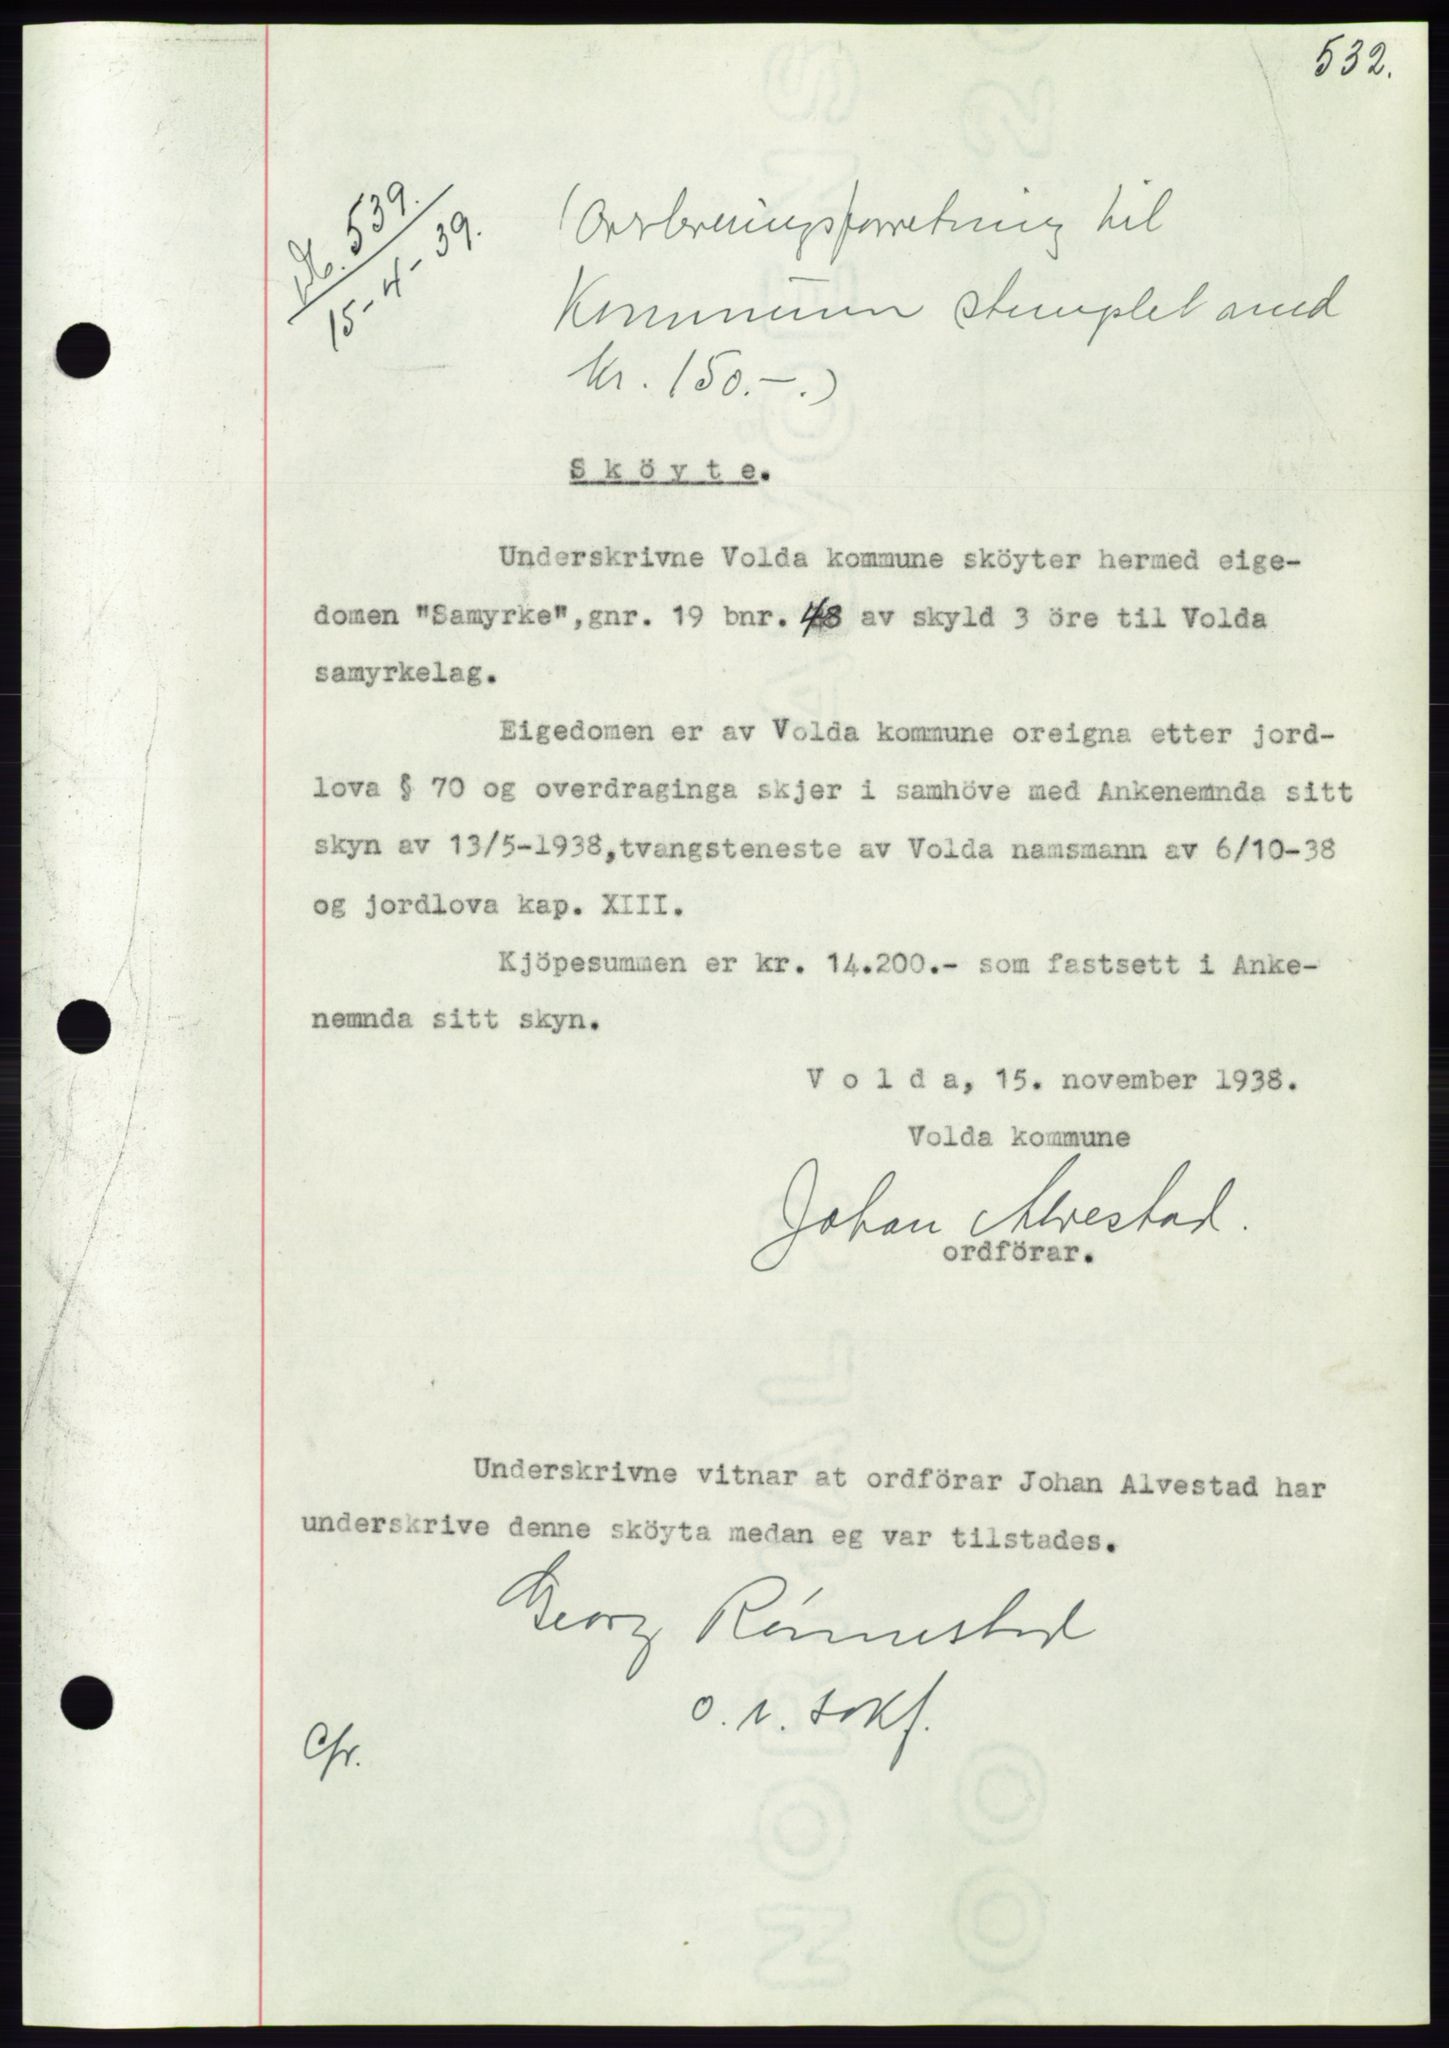 532.
No. 539.
15-4-39.
(Overleveringsforretning til
Kommunen stemplet med
kr. 150.-.)
Sköyte.
Underskrivne Volda kommune sköyter hermed eige-
domen "Samyrke",gnr. 19 bnr. 48 av skyld 3 öre til Volda
samyrkelag.
Eigedomen er av Volda kommune oreigna etter jord-
lova § 70 og overdraginga skjer i samhöve med Ankenemnda sitt
skyn av 13/5-1938,tvangsteneste av Volda namsmann av 6/10-38
og jordlova kap. XIII.
Kjöpesummen er kr. 14.200.- som fastsett i Anke-
nemnda sitt skyn.
Volda, 15. november 1938.
Volda kommune
Johan Alvestad.
ordförar.
Underskrivne vitnar at ordförar Johan Alvestad har
underskrive denne sköyta medan eg var tilstades.
Georg Rönnestad
o.r. sakf.
Cfr.